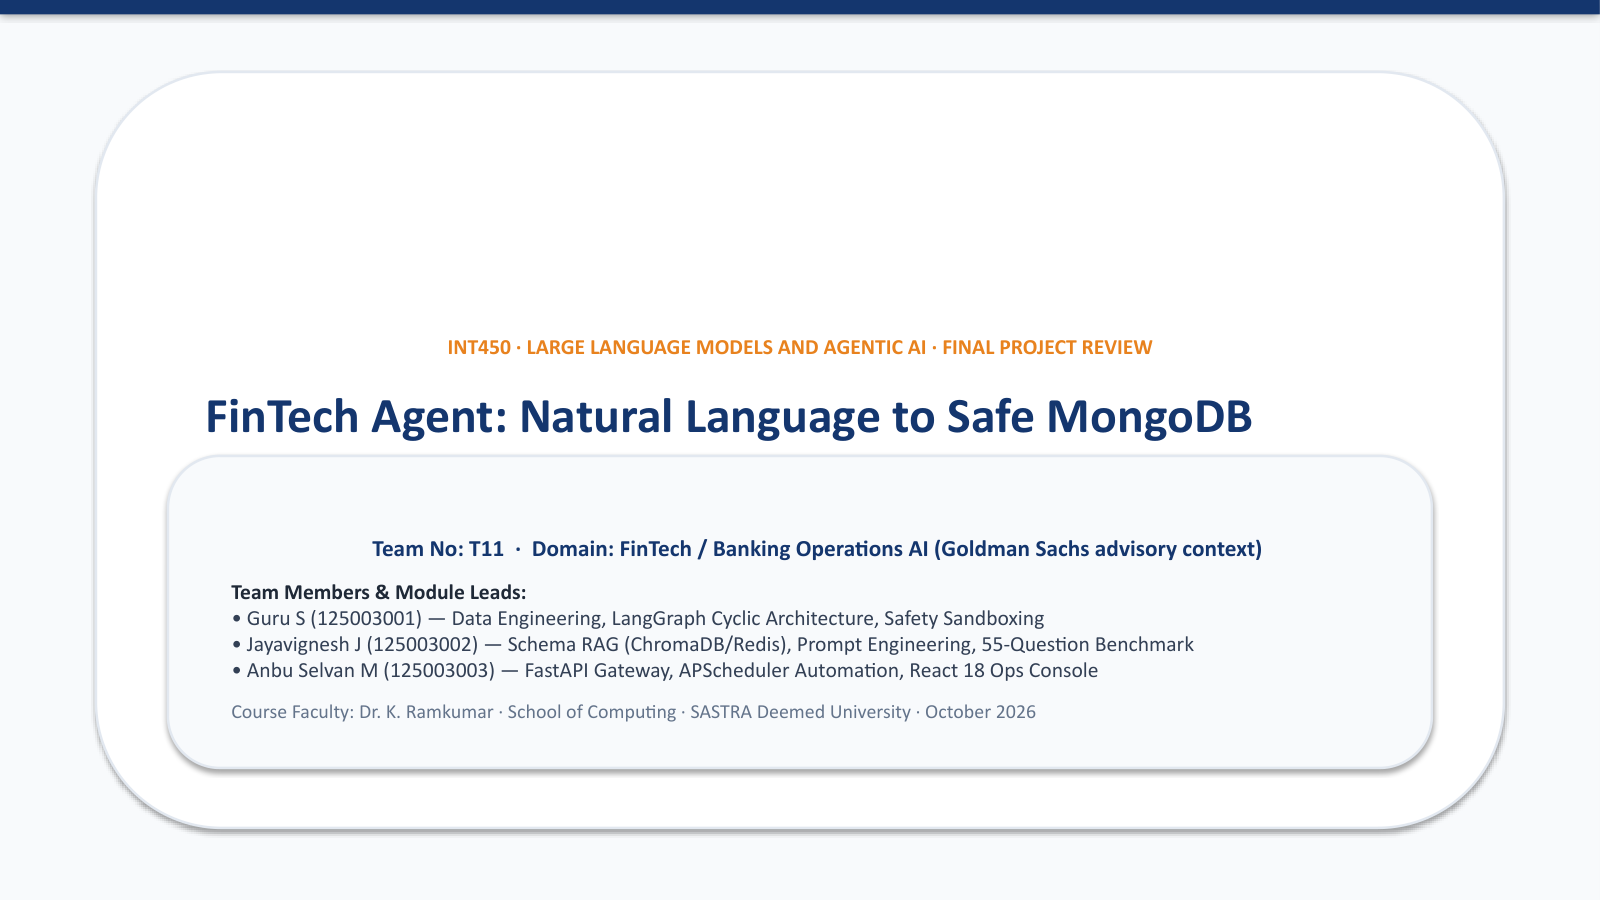 INT450 · LARGE LANGUAGE MODELS AND AGENTIC AI · FINAL PROJECT REVIEW
FinTech Agent: Natural Language to Safe MongoDB
Team No: T11 · Domain: FinTech / Banking Operations AI (Goldman Sachs advisory context)
Team Members & Module Leads:
• Guru S (125003001) — Data Engineering, LangGraph Cyclic Architecture, Safety Sandboxing
• Jayavignesh J (125003002) — Schema RAG (ChromaDB/Redis), Prompt Engineering, 55-Question Benchmark
• Anbu Selvan M (125003003) — FastAPI Gateway, APScheduler Automation, React 18 Ops Console
Course Faculty: Dr. K. Ramkumar · School of Computing · SASTRA Deemed University · October 2026